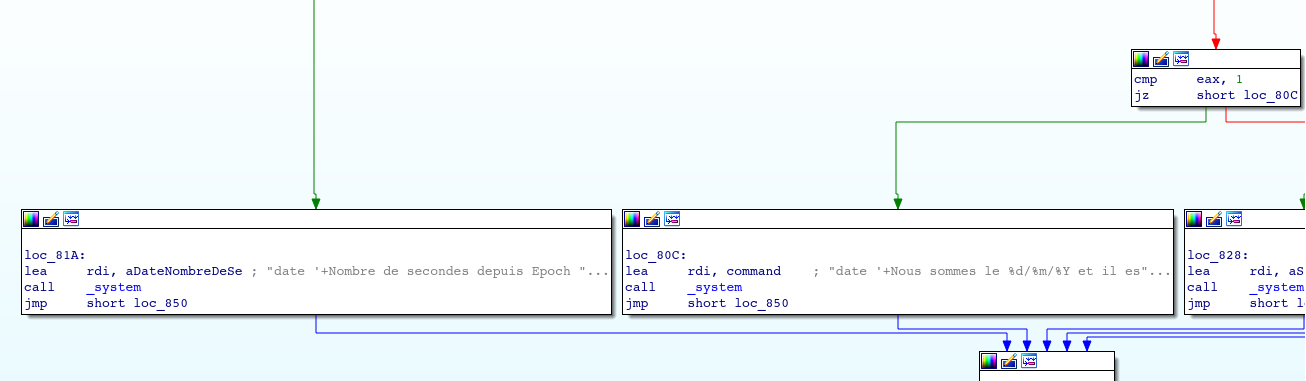 cmp eax, 1
jz short loc_80C
loc_81A:
lea rdi, aDateNombreDeSe ; "date '+Nombre de secondes depuis Epoch "...
call _system
jmp short loc_850
loc_80C:
lea rdi, command ; "date '+Nous sommes le %d/%m/%Y et il es"...
call _system
jmp short loc_850
loc_828:
lea rdi, aS
call _system
jmp short l